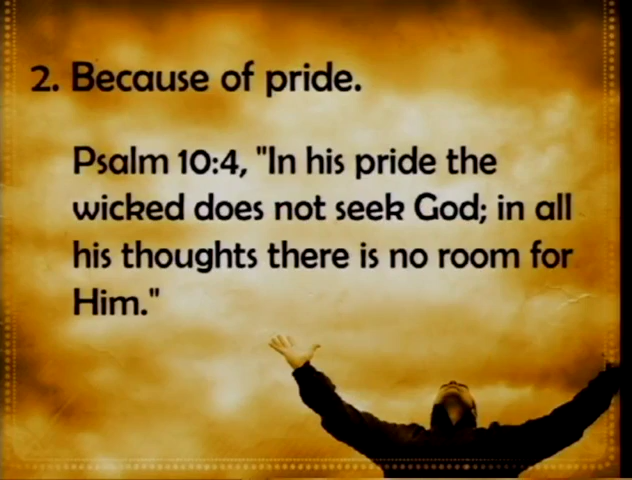 2. Because of pride.
Psalm 10:4, "In his pride the
wicked does not seek God; in all
his thoughts there is no room for
Him."